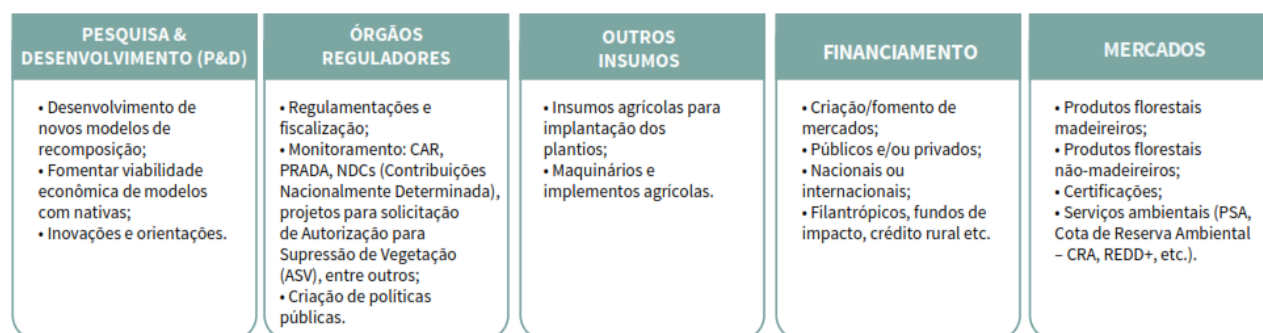 PESQUISA &
DESENVOLVIMENTO (P&D)
• Desenvolvimento de
novos modelos de
recomposição;
• Fomentar viabilidade
econômica de modelos
com nativas;
• Inovações e orientações.
ÓRGÃOS
REGULADORES
• Regulamentações e
fiscalização;
• Monitoramento: CAR,
PRADA, NDCs (Contribuições
Nacionalmente Determinada),
projetos para solicitação
de Autorização para
Supressão de Vegetação
(ASV), entre outros;
• Criação de políticas
públicas.
OUTROS
INSUMOS
• Insumos agrícolas para
implantação dos
plantios;
• Maquinários e
implementos agrícolas.
FINANCIAMENTO
• Criação/fomento de
mercados;
• Públicos e/ou privados;
• Nacionais ou
internacionais;
• Filantrópicos, fundos de
impacto, crédito rural etc.
MERCADOS
• Produtos florestais
madeireiros;
• Produtos florestais
não-madeireiros;
• Certificações;
• Serviços ambientais (PSA,
Cota de Reserva Ambiental
– CRA, REDD+, etc.).